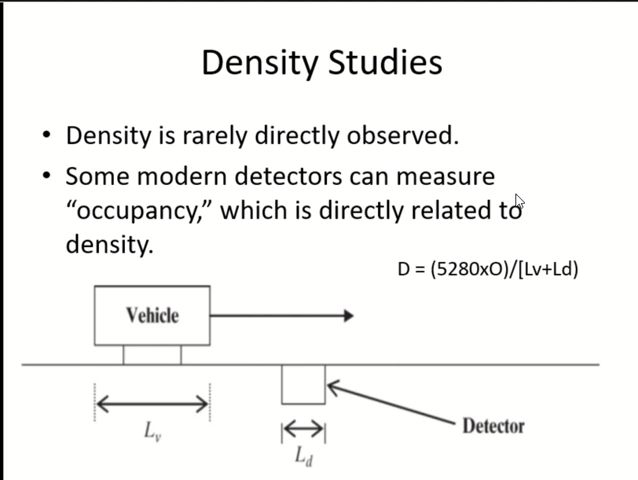 Density Studies
• Density is rarely directly observed.
• Some modern detectors can measure
“occupancy,” which is directly related to
density.
D = (5280xO)/[Lv+Ld)
Vehicle
Detector
Lv
Ld